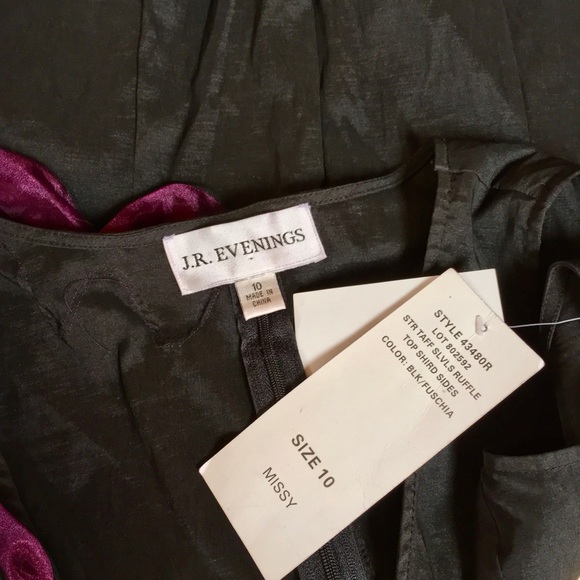 J.R. EVENINGS
10
MADE IN
CHINA
STYLE 43480R
LOT 802592
STR TAFF SLVLS RUFFLE
TOP SHIRD SIDES
COLOR: BLK/FUSCHIA
SIZE 10
MISSY